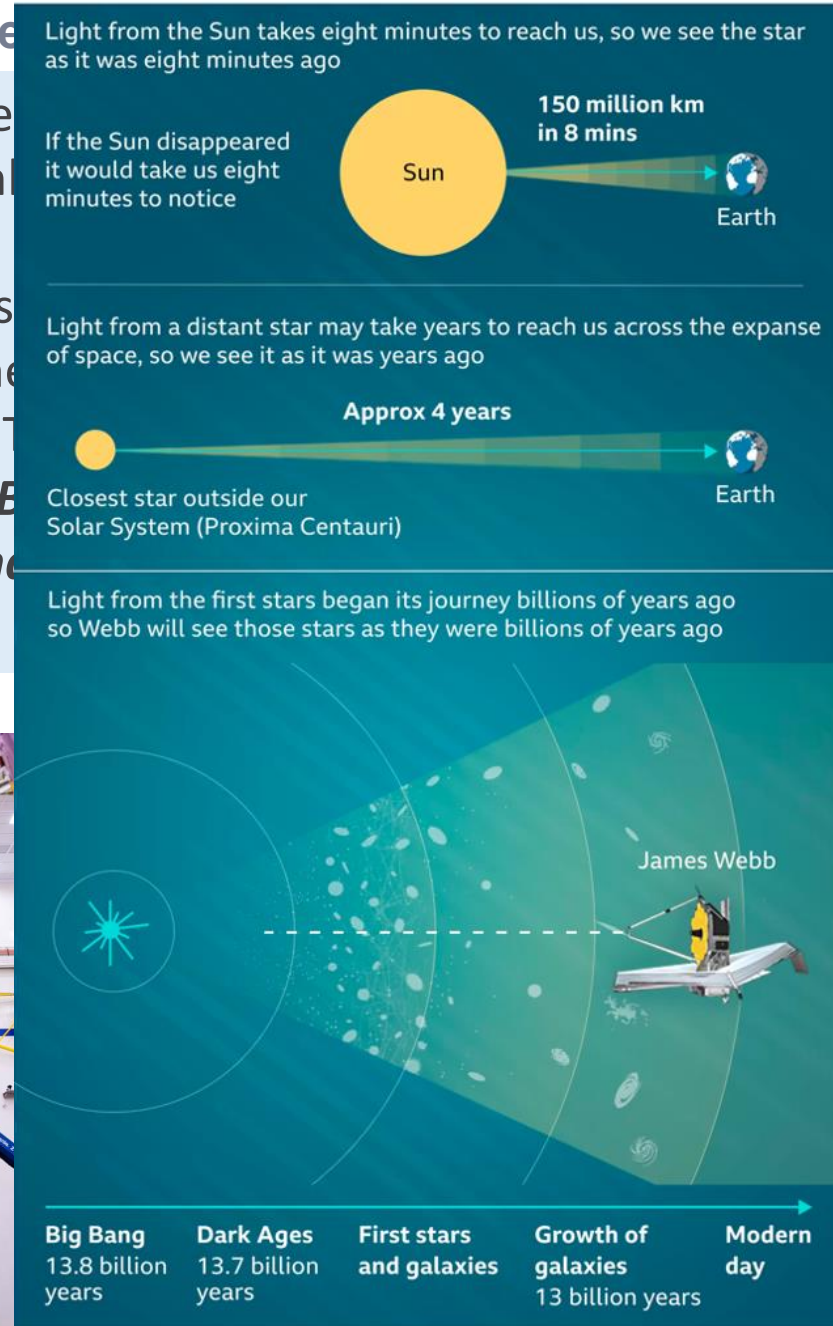 Light from the Sun takes eight minutes to reach us, so we see the star
as it was eight minutes ago
If the Sun disappeared
it would take us eight
minutes to notice
Sun
150 million km
in 8 mins
Earth
Light from a distant star may take years to reach us across the expanse
of space, so we see it as it was years ago
Approx 4 years
Closest star outside our
Solar System (Proxima Centauri)
Earth
Light from the first stars began its journey billions of years ago
so Webb will see those stars as they were billions of years ago
James Webb
Big Bang
13.8 billion
years
Dark Ages
13.7 billion
years
First stars
and galaxies
Growth of
galaxies
13 billion years
Modern
day